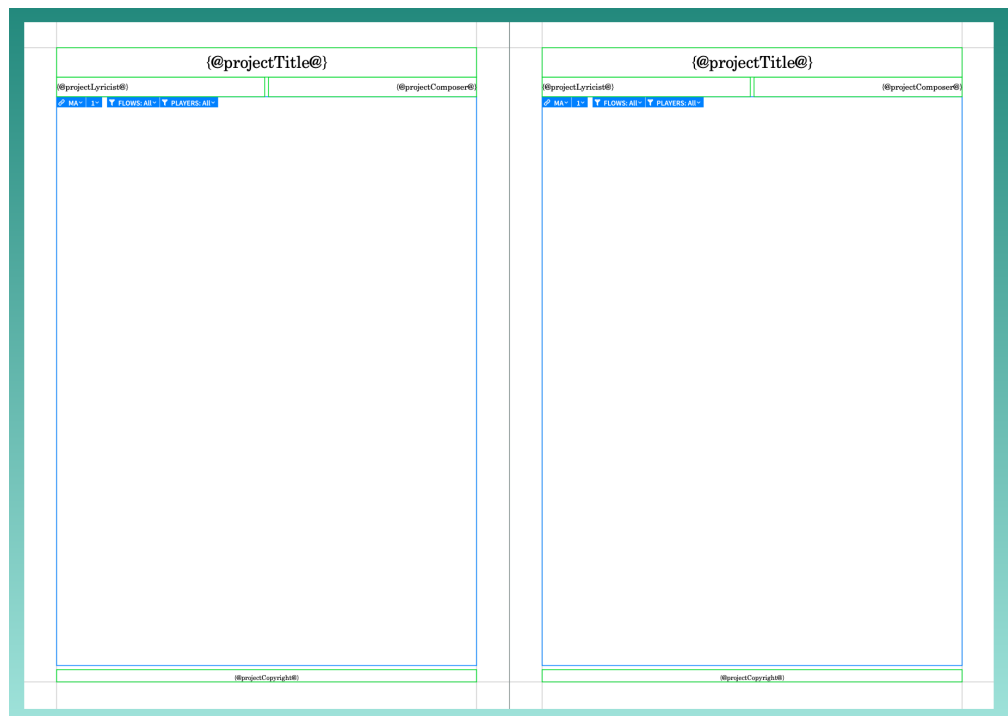 {@projectTitle@}
{@projectLyricist@} {@projectComposer@}
MA 1 FLOWS: All PLAYERS: All
{@projectCopyright@}
{@projectTitle@}
{@projectLyricist@} {@projectComposer@}
MA 1 FLOWS: All PLAYERS: All
{@projectCopyright@}